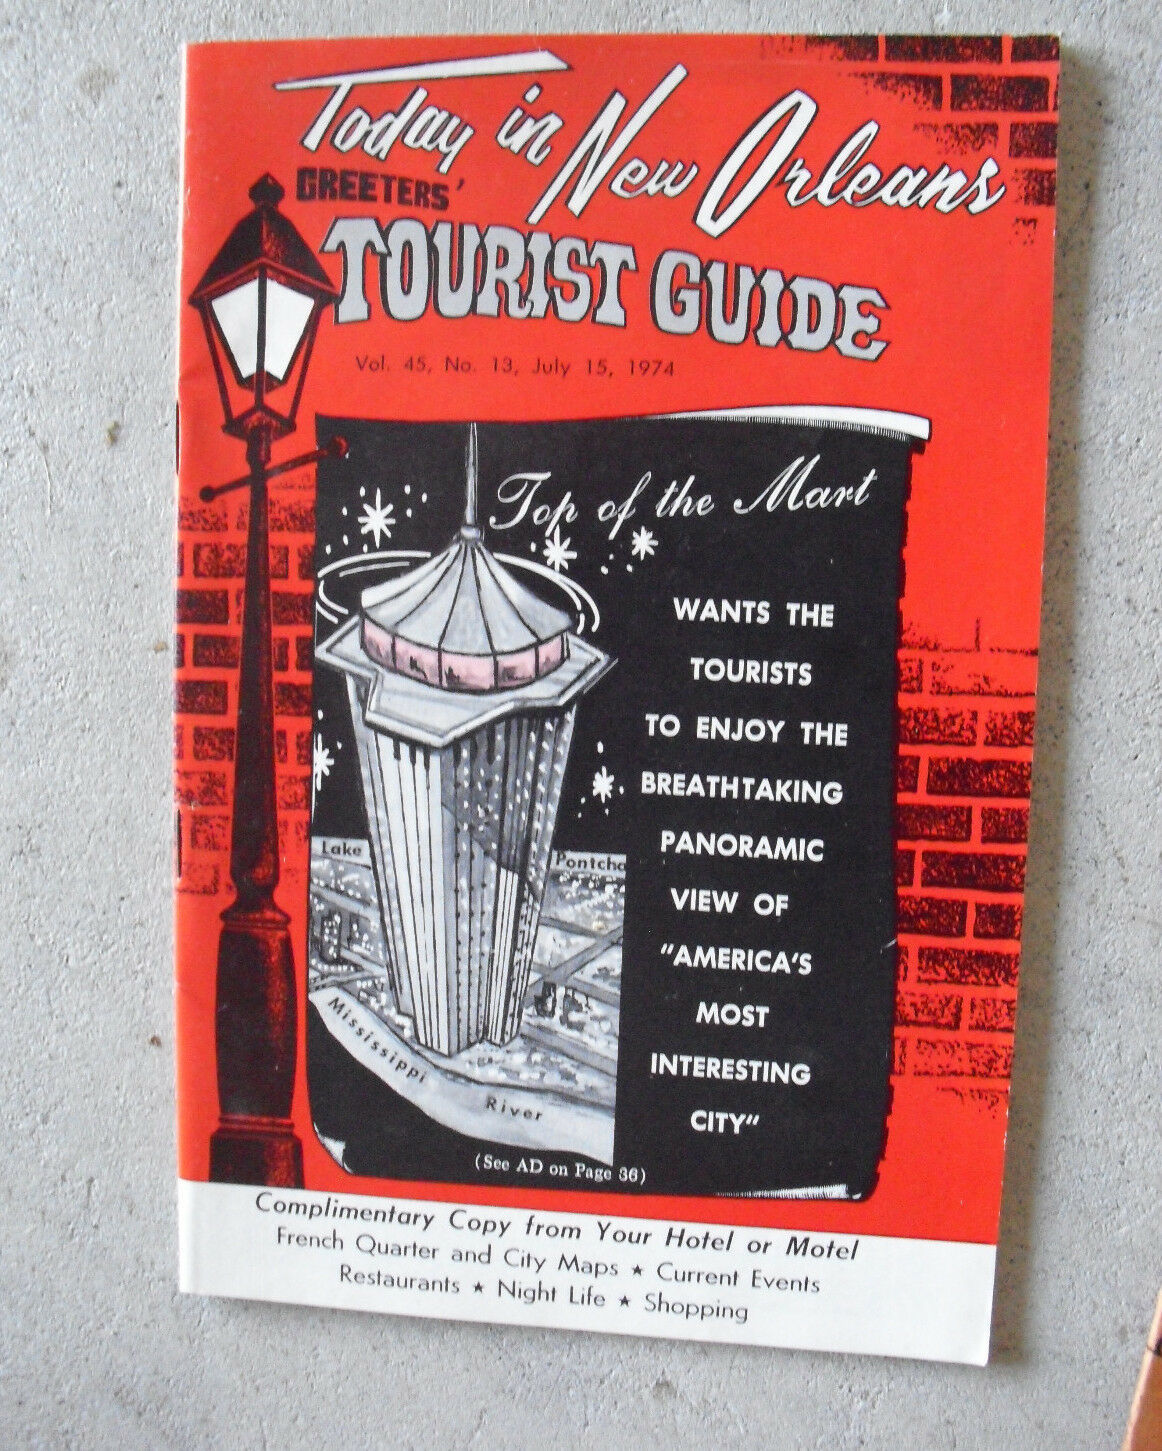 Today in New Orleans
GREETERS'
TOURIST GUIDE
Vol. 45, No. 13, July 15, 1974
Top of the Mart
WANTS THE
TOURISTS
TO ENJOY THE
BREATHTAKING
PANORAMIC
VIEW OF
"AMERICA'S
MOST
INTERESTING
CITY"
Lake
Pontcha
Mississippi
River
(See AD on Page 36)
Complimentary Copy from Your Hotel or Motel
French Quarter and City Maps ★ Current Events
Restaurants ★ Night Life ★ Shopping